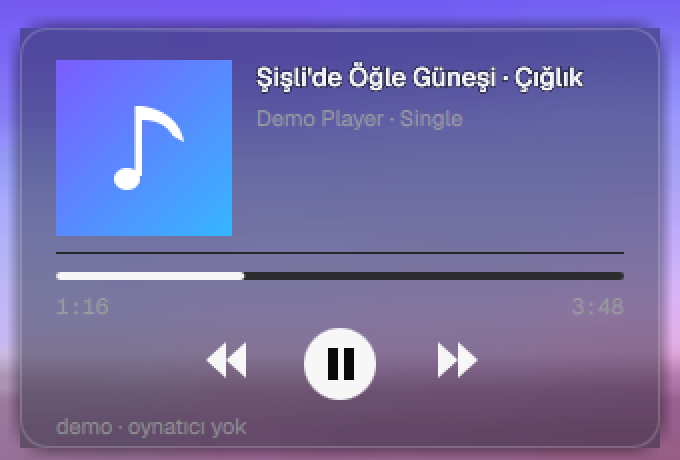 Şişli'de Öğle Güneşi · Çığlık
Demo Player · Single
1:16
3:48
demo · oynatıcı yok